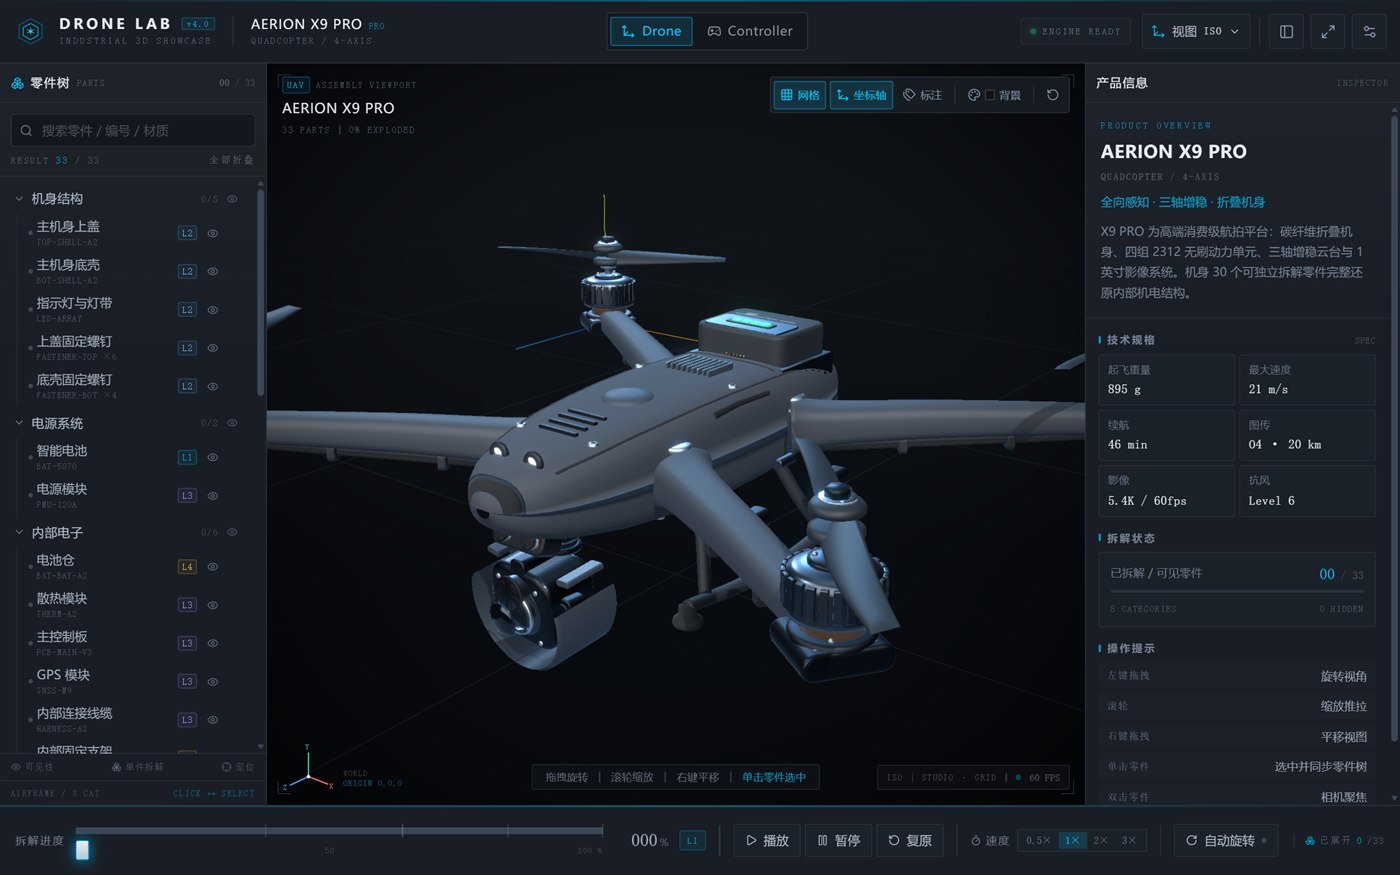 DRONE LAB v4.0
INDUSTRIAL 3D SHOWCASE
AERION X9 PRO PRO
QUADCOPTER / 4-AXIS
Drone
Controller
ENGINE READY
视图 ISO
零件树 PARTS
00 / 33
搜索零件 / 编号 / 材质
RESULT 33 / 33
全部折叠
机身结构 0/5
主机身上盖 L2
TOP-SHELL-A2
主机身底壳 L2
BOT-SHELL-A2
指示灯与灯带 L2
LED-ARRAY
上盖固定螺钉 L2
FASTENER-TOP ×6
底壳固定螺钉 L2
FASTENER-BOT ×4
电源系统 0/2
智能电池 L1
BAT-5870
电源模块 L3
PMU-120A
内部电子 0/6
电池仓 L4
BAT-BAY-A2
散热模块 L3
THERM-A2
主控制板 L3
PCB-MAIN-V3
GPS 模块 L3
GNSS-M9
内部连接线缆 L3
HARNESS-A2
内部固定支架
可见性
单件拆解
定位
AIRFRAME / 8 CAT
CLICK ↔ SELECT
UAV ASSEMBLY VIEWPORT
AERION X9 PRO
33 PARTS | 0% EXPLODED
网格
坐标轴
标注
背景
Y
Z
X
WORLD
ORIGIN 0,0,0
拖拽旋转 | 滚轮缩放 | 右键平移 | 单击零件选中
ISO | STUDIO · GRID | 60 FPS
产品信息
INSPECTOR
PRODUCT OVERVIEW
AERION X9 PRO
QUADCOPTER / 4-AXIS
全向感知 · 三轴增稳 · 折叠机身
X9 PRO 为高端消费级航拍平台：碳纤维折叠机
身、四组 2312 无刷动力单元、三轴增稳云台与 1
英寸影像系统。机身 30 个可独立拆解零件完整还
原内部机电结构。
技术规格
SPEC
起飞重量
895 g
最大速度
21 m/s
续航
46 min
图传
O4 · 20 km
影像
5.4K / 60fps
抗风
Level 6
拆解状态
已拆解 / 可见零件 00 / 33
8 CATEGORIES
0 HIDDEN
操作提示
左键拖拽 旋转视角
滚轮 缩放推拉
右键拖拽 平移视图
单击零件 选中并同步零件树
双击零件 相机聚焦
拆解进度
50
100 %
000 %
L1
播放
暂停
复原
速度
0.5×
1×
2×
3×
自动旋转
已展开 0 /33